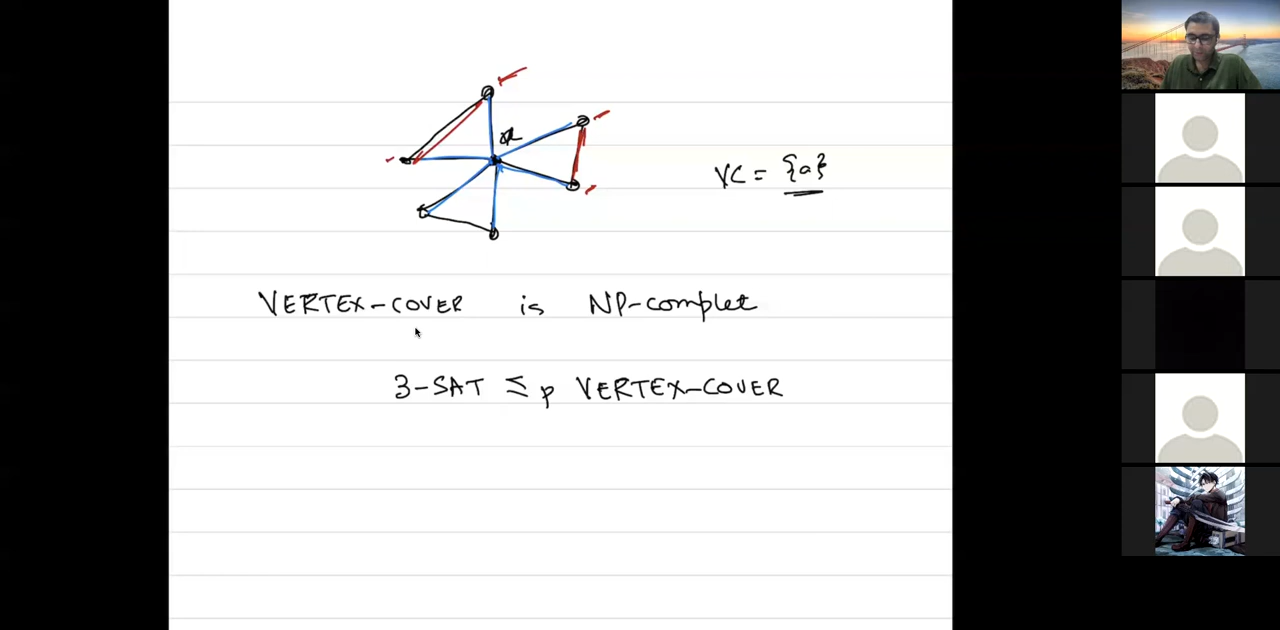 a
VC = {a}
VERTEX-COVER is NP-complet
3-SAT ≤p VERTEX-COVER